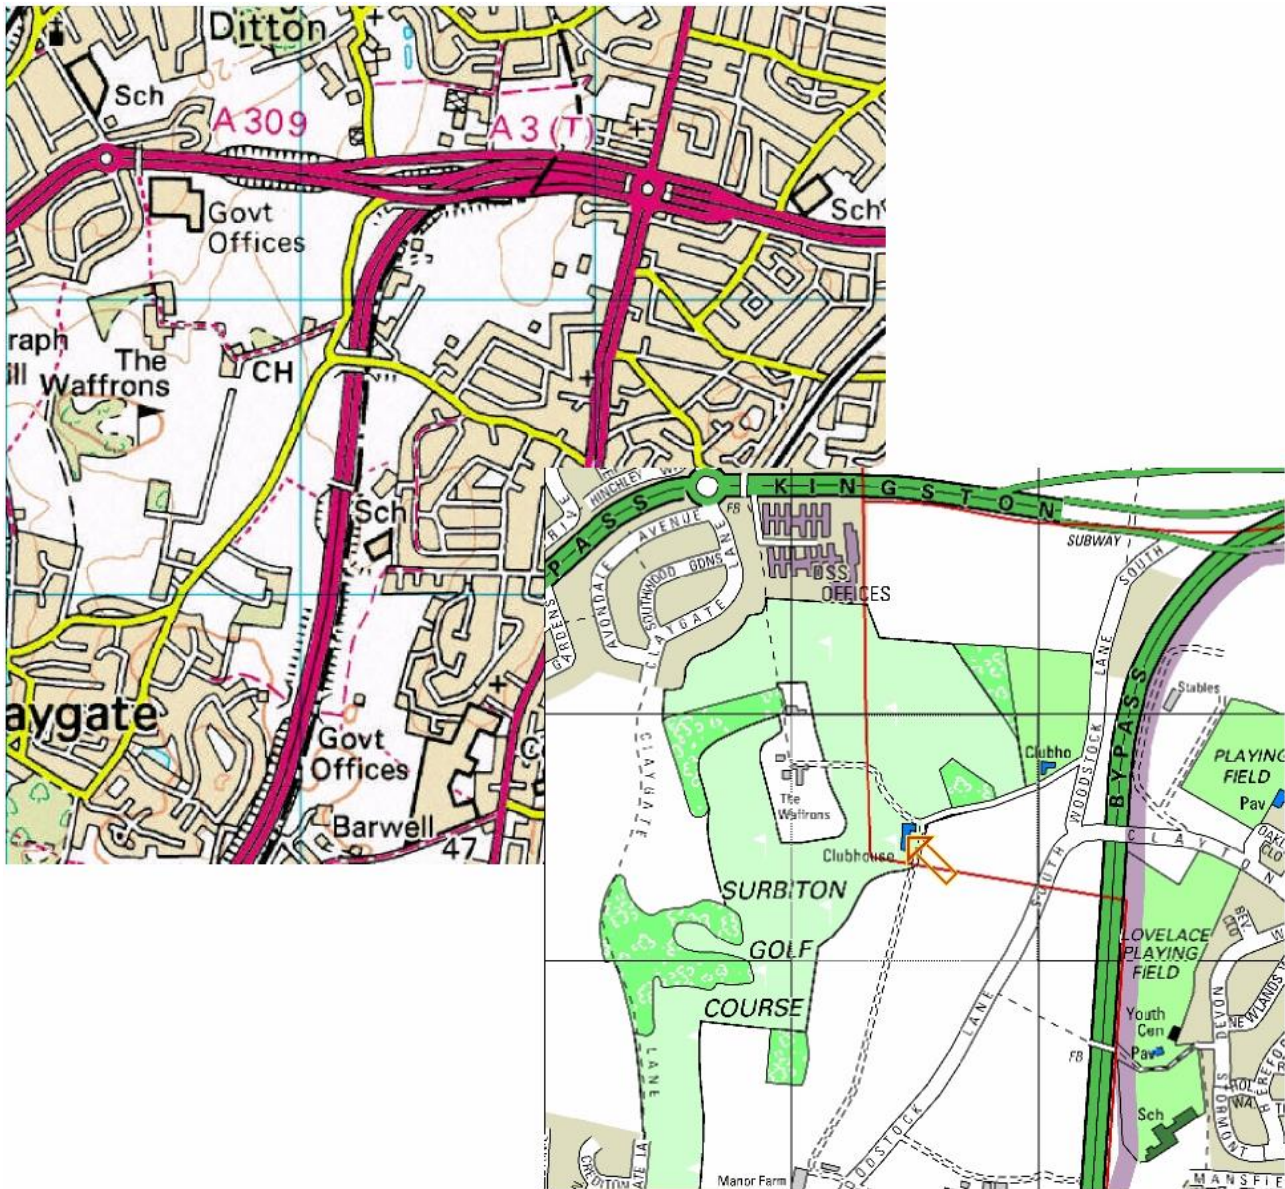 Ditton
Sch
A 309
A 3 (T)
Govt
Offices
Sch
raph
ill
The
Waffrons
CH
Sch
aygate
Govt
Offices
Barwell
47
HINCHLEY
PASS
KINGSTON
FB
AVENUE
AVONDALE
SOUTHWOOD GDNS
LANE
CLAYGATE
GARDENS
OFFICES
SUBWAY
SOUTH
LANE
WOODSTOCK
BYPASS
Stables
PLAYING
FIELD
Pav
Clubho
The
Waffrons
Clubhouse
CLAYGATE
LANE
CLAYTON
SOUTH
SURBITON
GOLF
COURSE
LOVELACE
PLAYING
FIELD
LANE
Youth
Cen
Pav
FB
DEVON
STORMONT
Sch
ODSTOCK
CREDITON
Manor Farm
MANSFIE